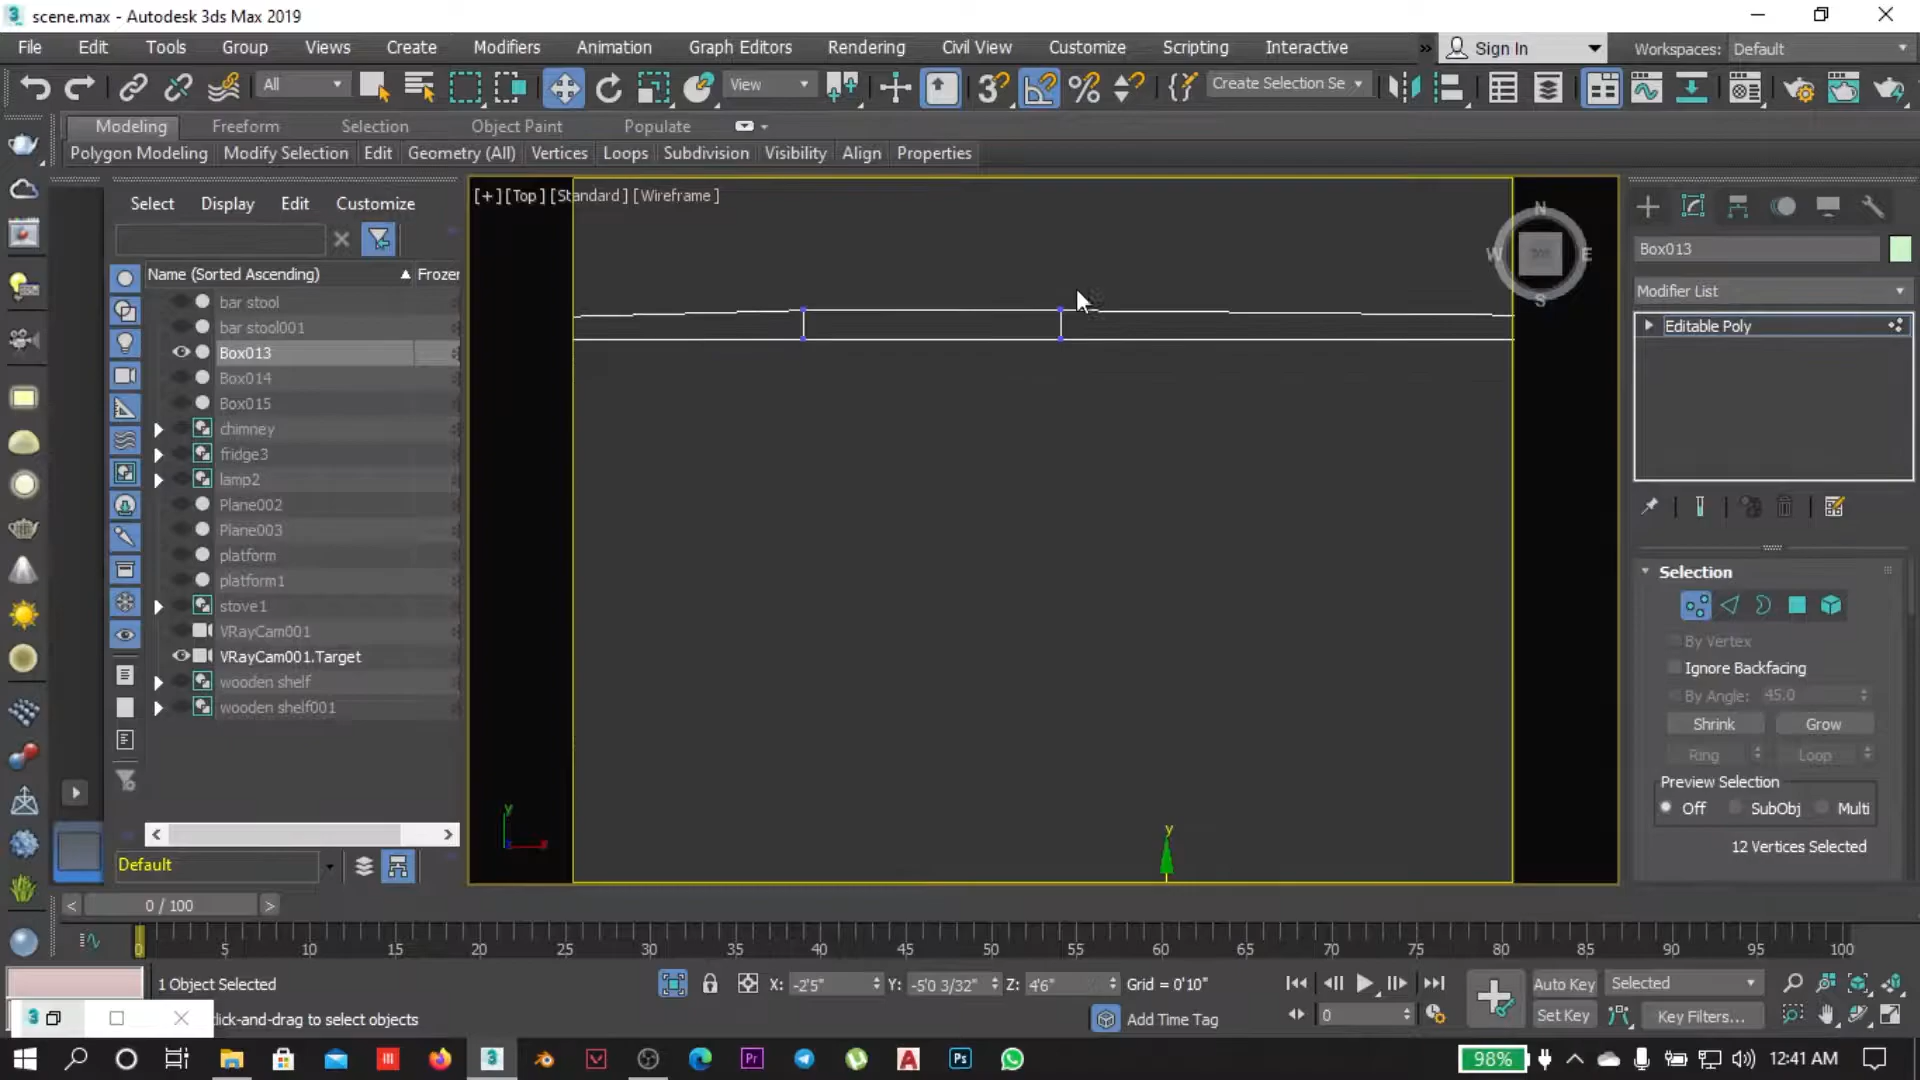 scene.max - Autodesk 3ds Max 2019
File Edit Tools Group Views Create Modifiers Animation Graph Editors Rendering Civil View Customize Scripting Interactive » Sign In Workspaces: Default
All View Create Selection Se
Modeling Freeform Selection Object Paint Populate
Polygon Modeling Modify Selection Edit Geometry (All) Vertices Loops Subdivision Visibility Align Properties
Select Display Edit Customize
[+] [Top] [Standard] [Wireframe]
N
W E
S
Box013
Name (Sorted Ascending) Frozen
Modifier List
bar stool
bar stool001
Editable Poly
Box013
Box014
Box015
chimney
fridge3
lamp2
Plane002
Plane003
platform
platform1
stove1
VRayCam001
VRayCam001.Target
wooden shelf
wooden shelf001
Selection
By Vertex
Ignore Backfacing
By Angle: 45.0
Shrink Grow
Ring Loop
Preview Selection
Off SubObj Multi
12 Vertices Selected
y
y
Default
0 / 100
0 5 10 15 20 25 30 35 40 45 50 55 60 65 70 75 80 85 90 95 100
1 Object Selected X: -2'5" Y: -5'0 3/32" Z: 4'6" Grid = 0'10" Auto Key Selected
lick-and-drag to select objects Add Time Tag 0 Set Key Key Filters...
98% 12:41 AM